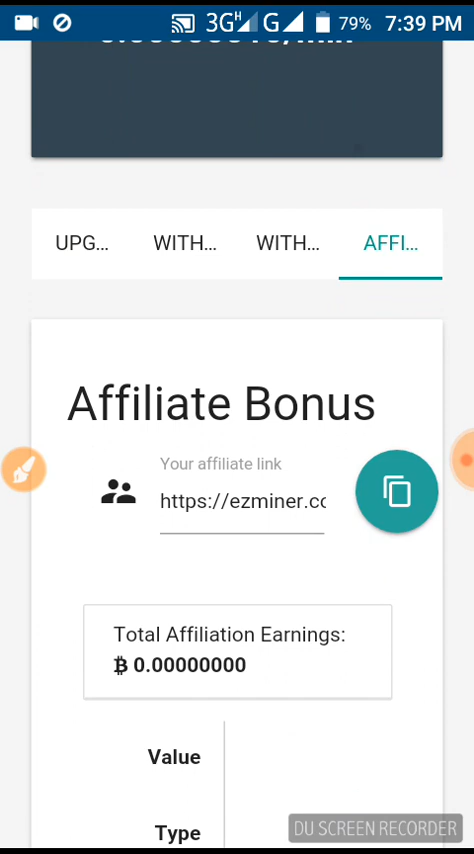 3G H G 79% 7:39 PM
UPG... WITH... WITH... AFFI...
Affiliate Bonus
Your affiliate link
https://ezminer.co
Total Affiliation Earnings:
₿ 0.00000000
Value
Type
DU SCREEN RECORDER